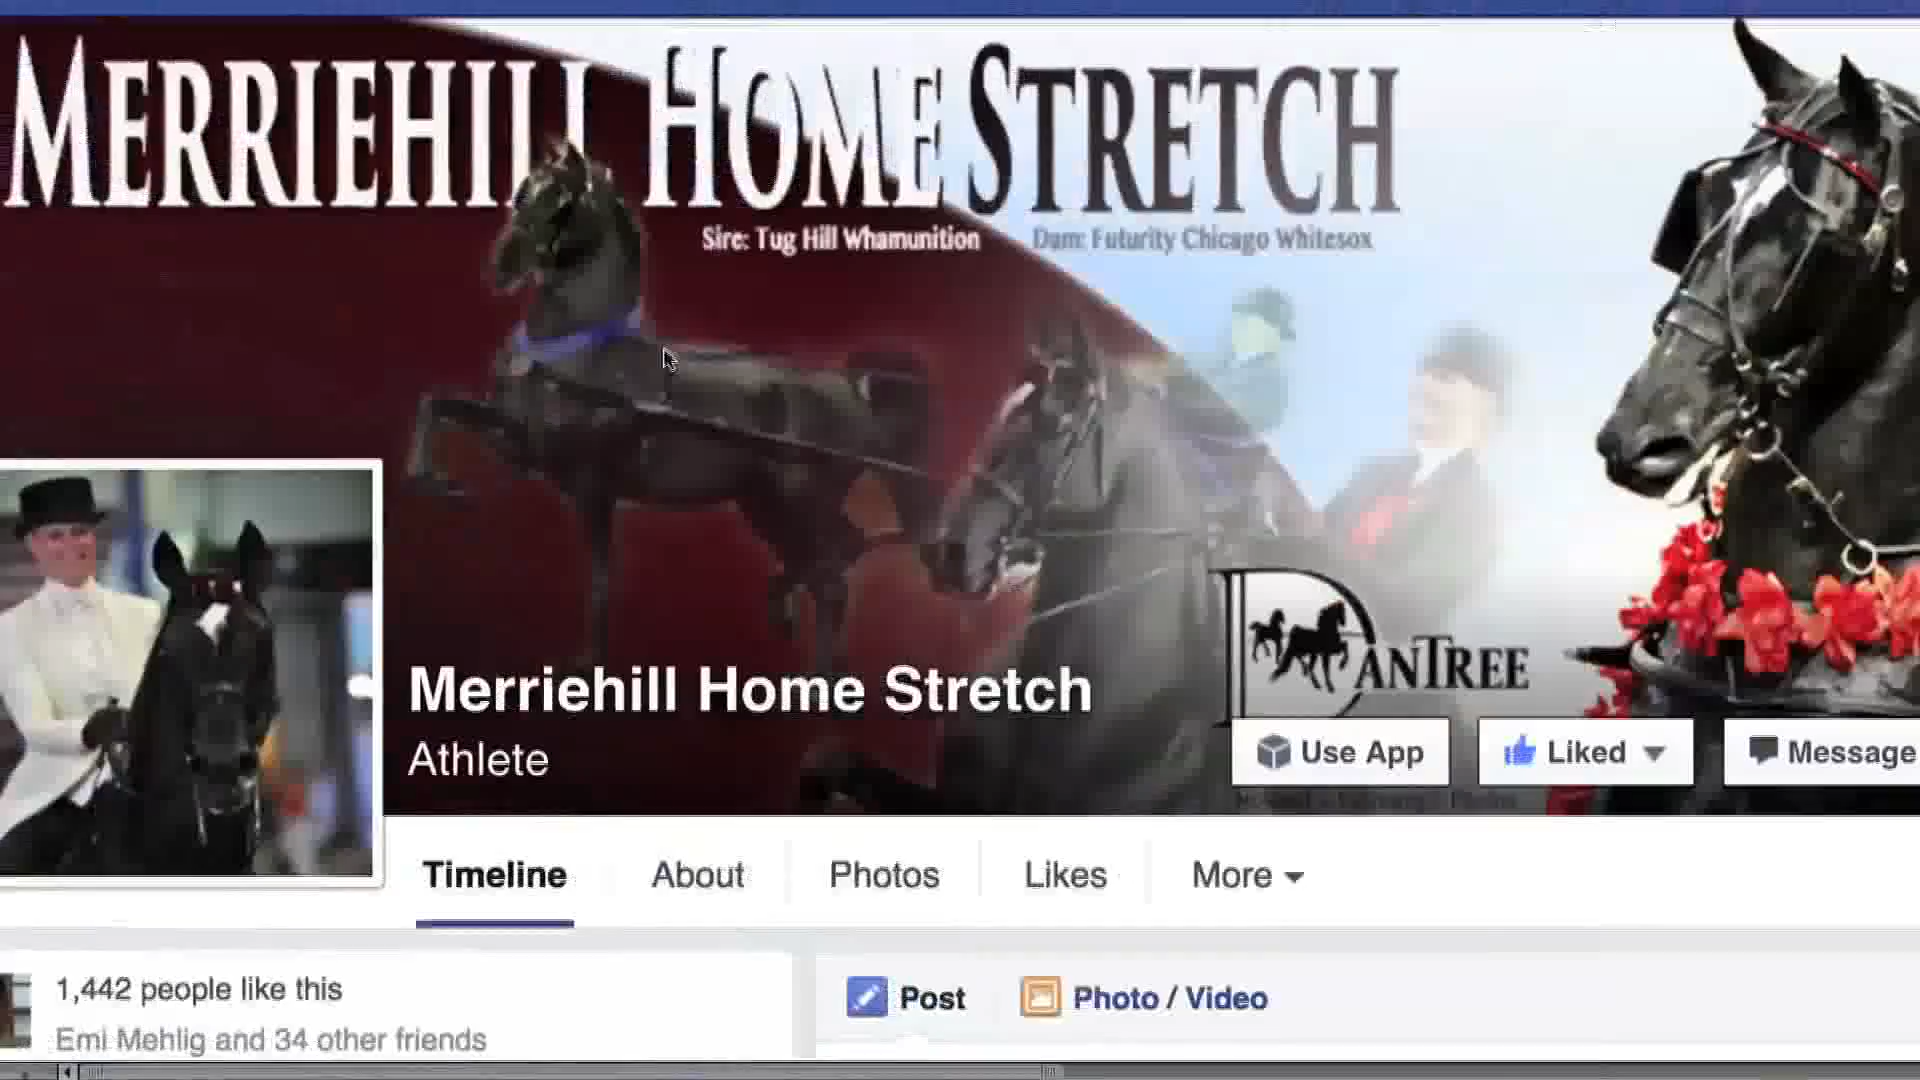 MERRIEHILL HOME STRETCH
Sire: Tug Hill Whamunition Dam: Futurity Chicago Whitesox
DANTREE
Merriehill Home Stretch
Athlete
Use App Liked Message
Timeline About Photos Likes More
1,442 people like this
Emi Mehlig and 34 other friends
Post Photo / Video